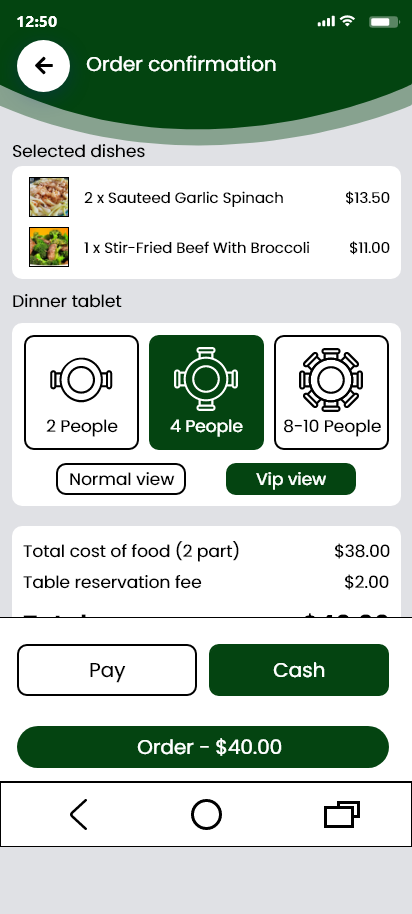 12:50
Order confirmation
Selected dishes
2 x Sauteed Garlic Spinach $13.50
1 x Stir-Fried Beef With Broccoli $11.00
Dinner tablet
2 People 4 People 8-10 People
Normal view Vip view
Total cost of food (2 part) $38.00
Table reservation fee $2.00
Pay Cash
Order - $40.00